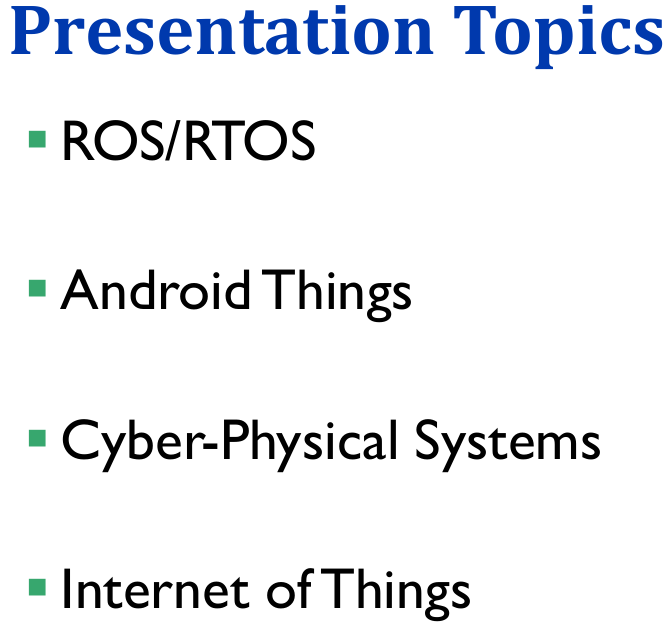 Presentation Topics
ROS/RTOS
Android Things
Cyber-Physical Systems
Internet of Things